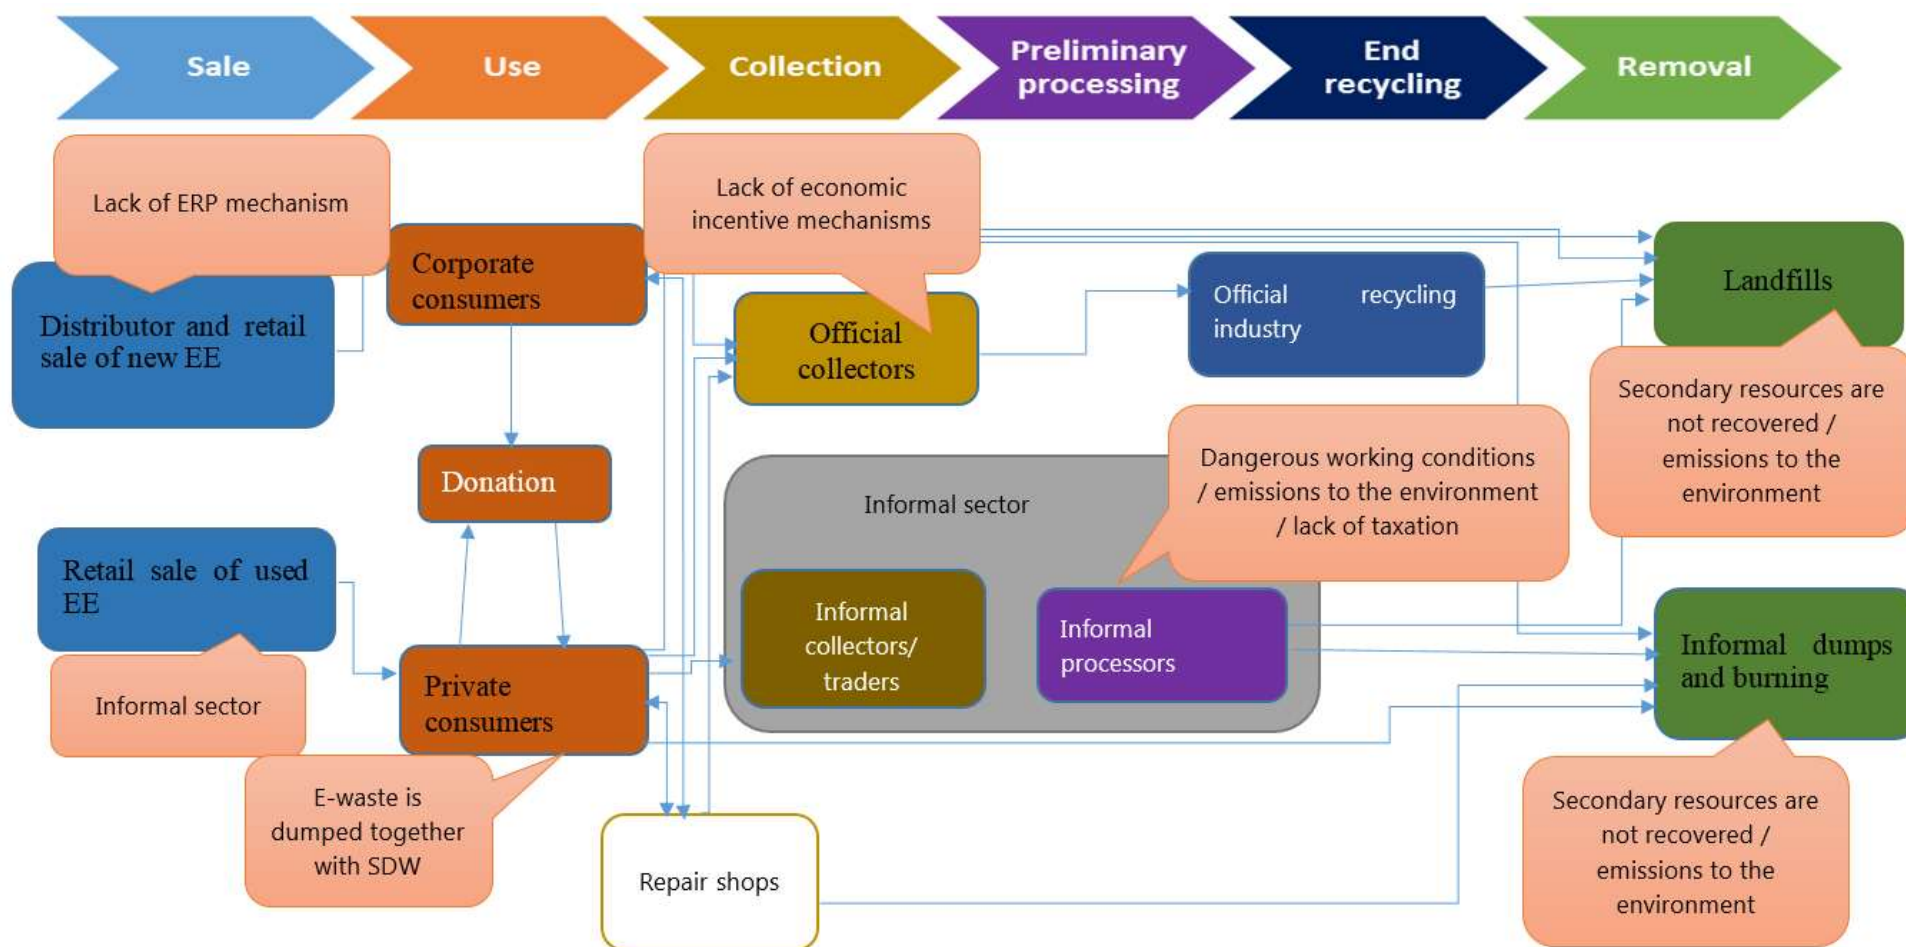 Sale
Use
Collection
Preliminary
processing
End
recycling
Removal
Lack of ERP mechanism
Lack of economic
incentive mechanisms
Corporate
consumers
Distributor and retail
sale of new EE
Official
collectors
Official recycling
industry
Landfills
Secondary resources are
not recovered /
emissions to the
environment
Donation
Dangerous working conditions
/ emissions to the environment
/ lack of taxation
Informal sector
Retail sale of used
EE
Informal
collectors/
traders
Informal
processors
Informal dumps
and burning
Private
consumers
Informal sector
E-waste is
dumped together
with SDW
Repair shops
Secondary resources are
not recovered /
emissions to the
environment